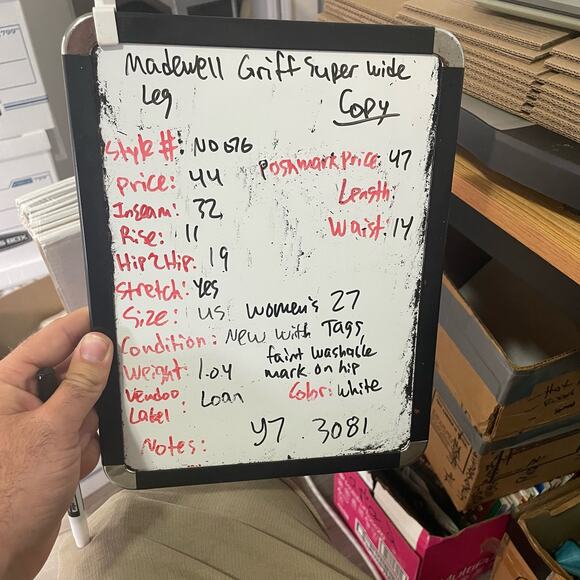 Madewell Griff Super Wide
Leg
Copy
Style #: NO076
Poshmark Price: 47
Price: 44
Length:
Inseam: 32
Waist: 14
Rise: 11
Hip 2 Hip: 19
Stretch: Yes
Size: US Women's 27
Condition: New With Tags,
faint washable
mark on hip
Weight: 1.04
Color: White
Vendoo
Label: Loan
Notes: Y7 3081